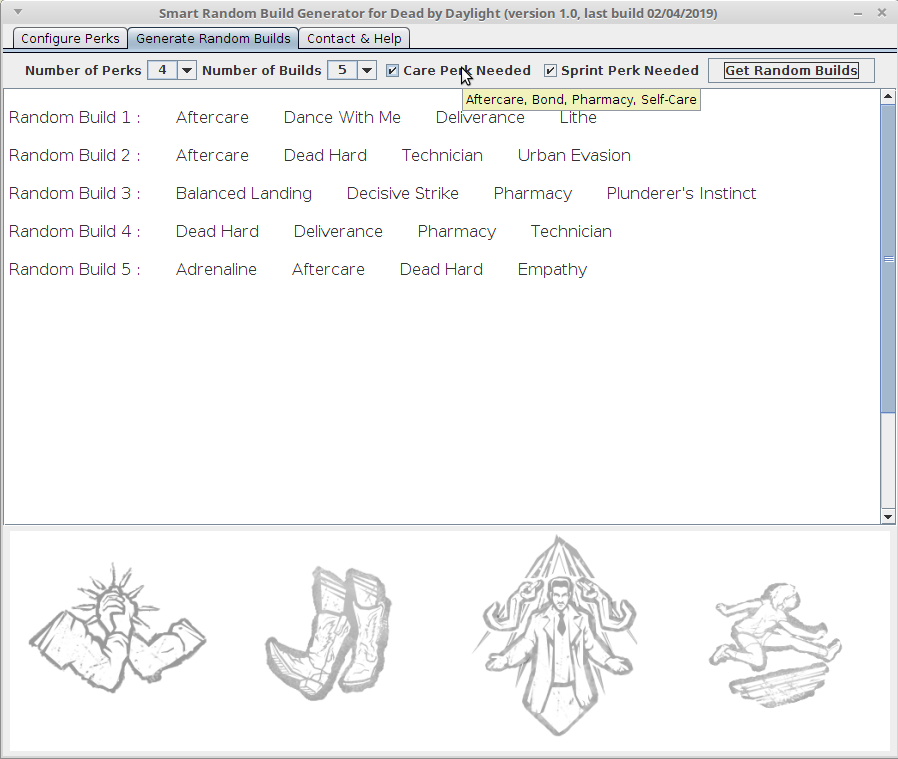 Smart Random Build Generator for Dead by Daylight (version 1.0, last build 02/04/2019)
Configure Perks Generate Random Builds Contact & Help
Number of Perks 4 Number of Builds 5 Care Perk Needed Sprint Perk Needed Get Random Builds
Aftercare, Bond, Pharmacy, Self-Care
Random Build 1 : Aftercare Dance With Me Deliverance Lithe
Random Build 2 : Aftercare Dead Hard Technician Urban Evasion
Random Build 3 : Balanced Landing Decisive Strike Pharmacy Plunderer's Instinct
Random Build 4 : Dead Hard Deliverance Pharmacy Technician
Random Build 5 : Adrenaline Aftercare Dead Hard Empathy